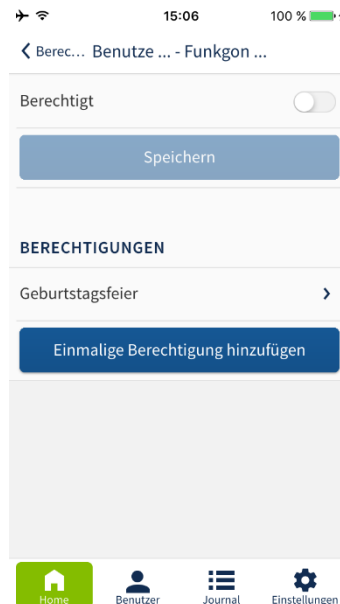 15:06 100 %
Berec... Benutze ... - Funkgon ...
Berechtigt
Speichern
BERECHTIGUNGEN
Geburtstagsfeier
Einmalige Berechtigung hinzufügen
Home Benutzer Journal Einstellungen